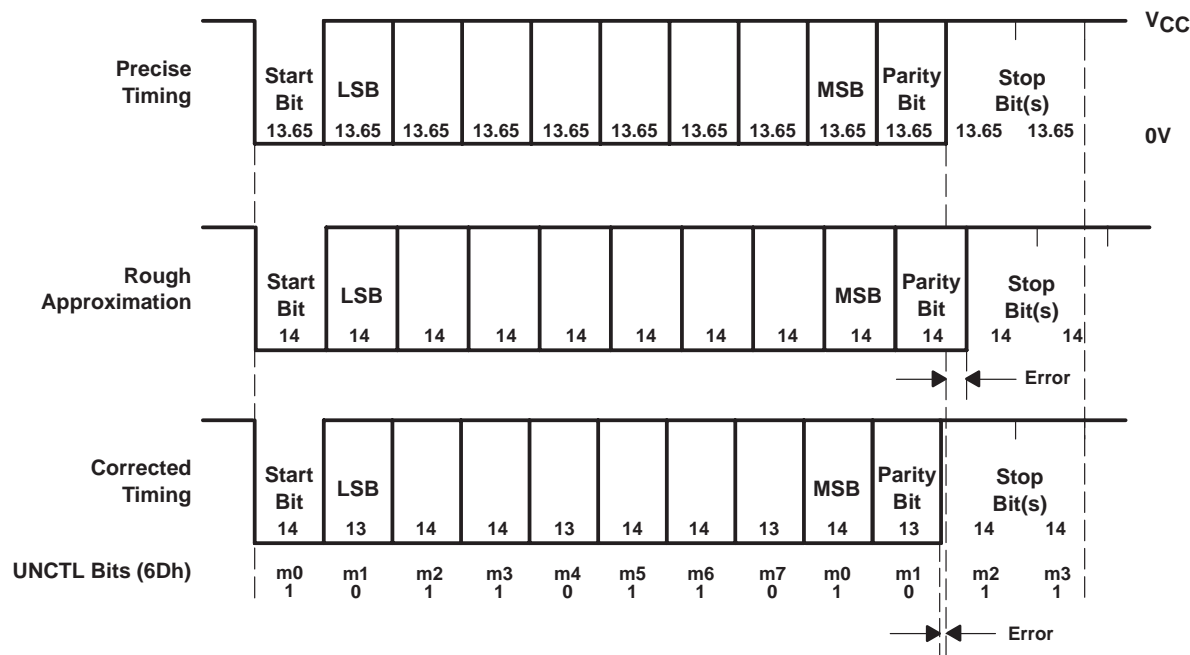 VCC
Precise
Timing
Start
Bit
LSB
MSB
Parity
Bit
Stop
Bit(s)
13.65 13.65 13.65 13.65 13.65 13.65 13.65 13.65 13.65 13.65 13.65 13.65
0V
Rough
Approximation
Start
Bit
LSB
MSB
Parity
Bit
Stop
Bit(s)
14 14 14 14 14 14 14 14 14 14 14 14
Error
Corrected
Timing
Start
Bit
LSB
MSB
Parity
Bit
Stop
Bit(s)
14 13 14 14 13 14 14 13 14 13 14 14
UNCTL Bits (6Dh)
m0 m1 m2 m3 m4 m5 m6 m7 m0 m1 m2 m3
1 0 1 1 0 1 1 0 1 0 1 1
Error